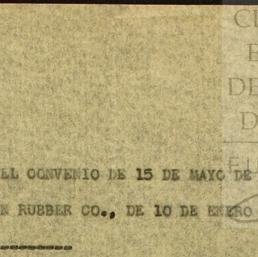 EL CONVENIO DE 15 DE MAYO DE
N RUBBER CO., DE 10 DE ENERO